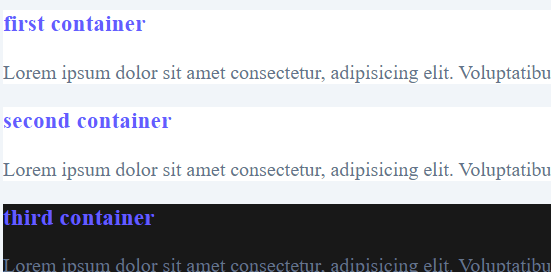 first container
Lorem ipsum dolor sit amet consectetur, adipisicing elit. Voluptatibu
second container
Lorem ipsum dolor sit amet consectetur, adipisicing elit. Voluptatibu
third container
Lorem ipsum dolor sit amet consectetur, adipisicing elit. Voluptatibu